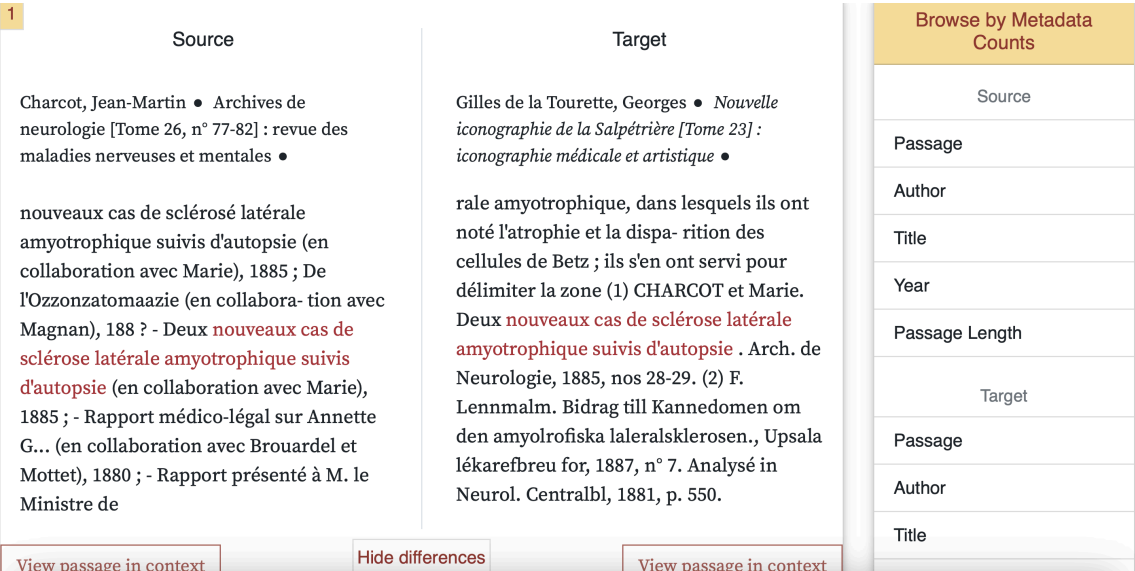 1
Source
Charcot, Jean-Martin ● Archives de
neurologie [Tome 26, n° 77-82] : revue des
maladies nerveuses et mentales ●
nouveaux cas de sclérosé latérale
amyotrophique suivis d'autopsie (en
collaboration avec Marie), 1885 ; De
l'Ozzonzatomaazie (en collabora- tion avec
Magnan), 188 ? - Deux nouveaux cas de
sclérose latérale amyotrophique suivis
d'autopsie (en collaboration avec Marie),
1885 ; - Rapport médico-légal sur Annette
G... (en collaboration avec Brouardel et
Mottet), 1880 ; - Rapport présenté à M. le
Ministre de
View passage in context
Hide differences
Target
Gilles de la Tourette, Georges ● Nouvelle
iconographie de la Salpétrière [Tome 23] :
iconographie médicale et artistique ●
rale amyotrophique, dans lesquels ils ont
noté l'atrophie et la dispa- rition des
cellules de Betz ; ils s'en ont servi pour
délimiter la zone (1) CHARCOT et Marie.
Deux nouveaux cas de sclérose latérale
amyotrophique suivis d'autopsie . Arch. de
Neurologie, 1885, nos 28-29. (2) F.
Lennmalm. Bidrag till Kannedomen om
den amyolrofiska laleralsklerosen., Upsala
lékarefbreu for, 1887, n° 7. Analysé in
Neurol. Centralbl, 1881, p. 550.
View passage in context
Browse by Metadata
Counts
Source
Passage
Author
Title
Year
Passage Length
Target
Passage
Author
Title